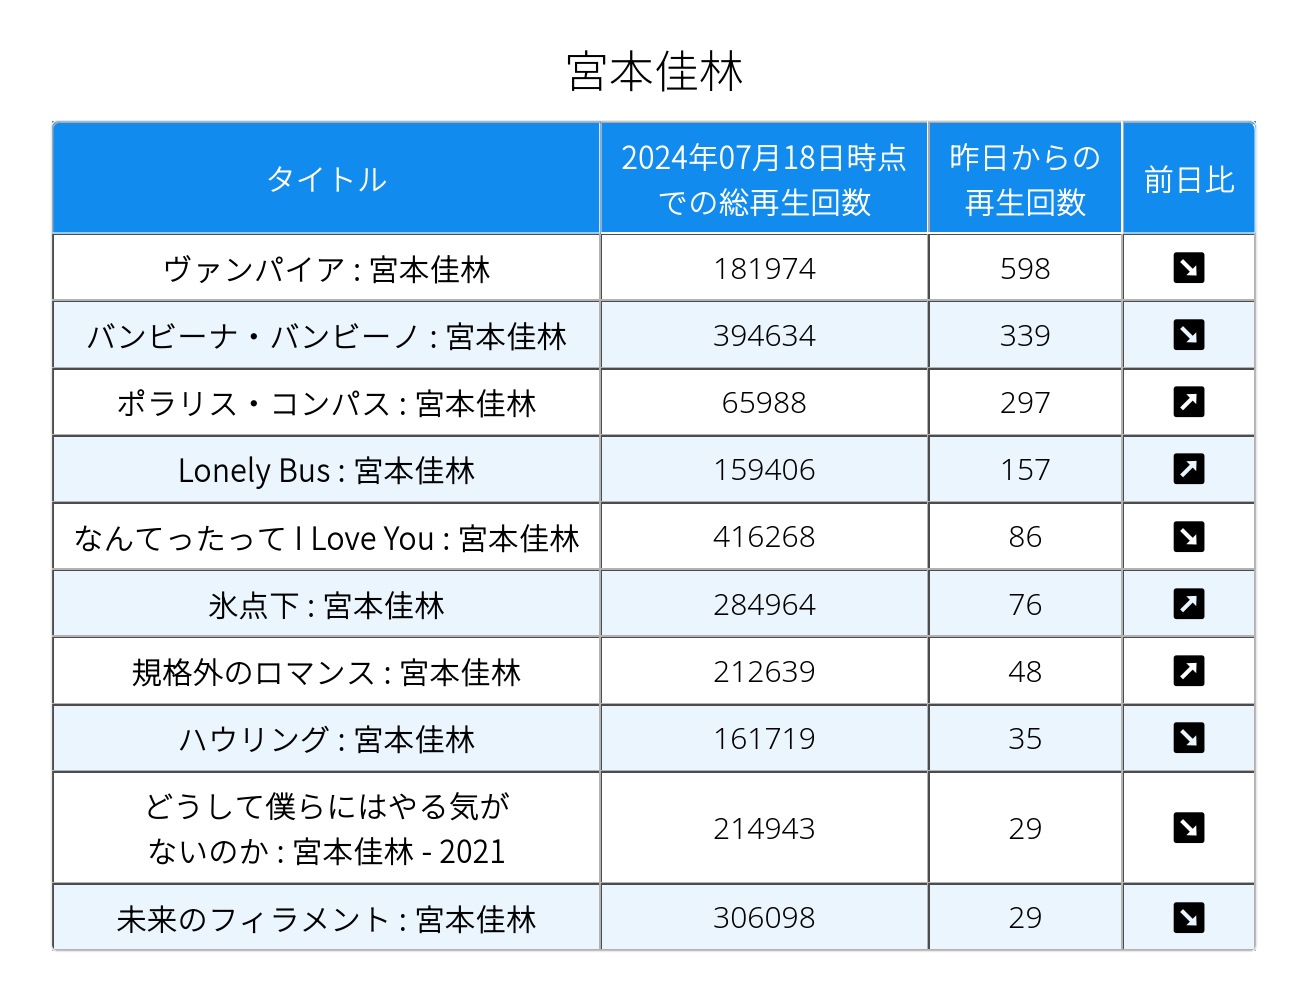 宮本佳林
タイトル
2024年07月18日時点
での総再生回数
昨日からの
再生回数
前日比
ヴァンパイア : 宮本佳林 181974 598
バンビーナ・バンビーノ : 宮本佳林 394634 339
ポラリス・コンパス : 宮本佳林 65988 297
Lonely Bus : 宮本佳林 159406 157
なんてったって I Love You : 宮本佳林 416268 86
氷点下 : 宮本佳林 284964 76
規格外のロマンス : 宮本佳林 212639 48
ハウリング : 宮本佳林 161719 35
どうして僕らにはやる気が
ないのか : 宮本佳林 - 2021 214943 29
未来のフィラメント : 宮本佳林 306098 29